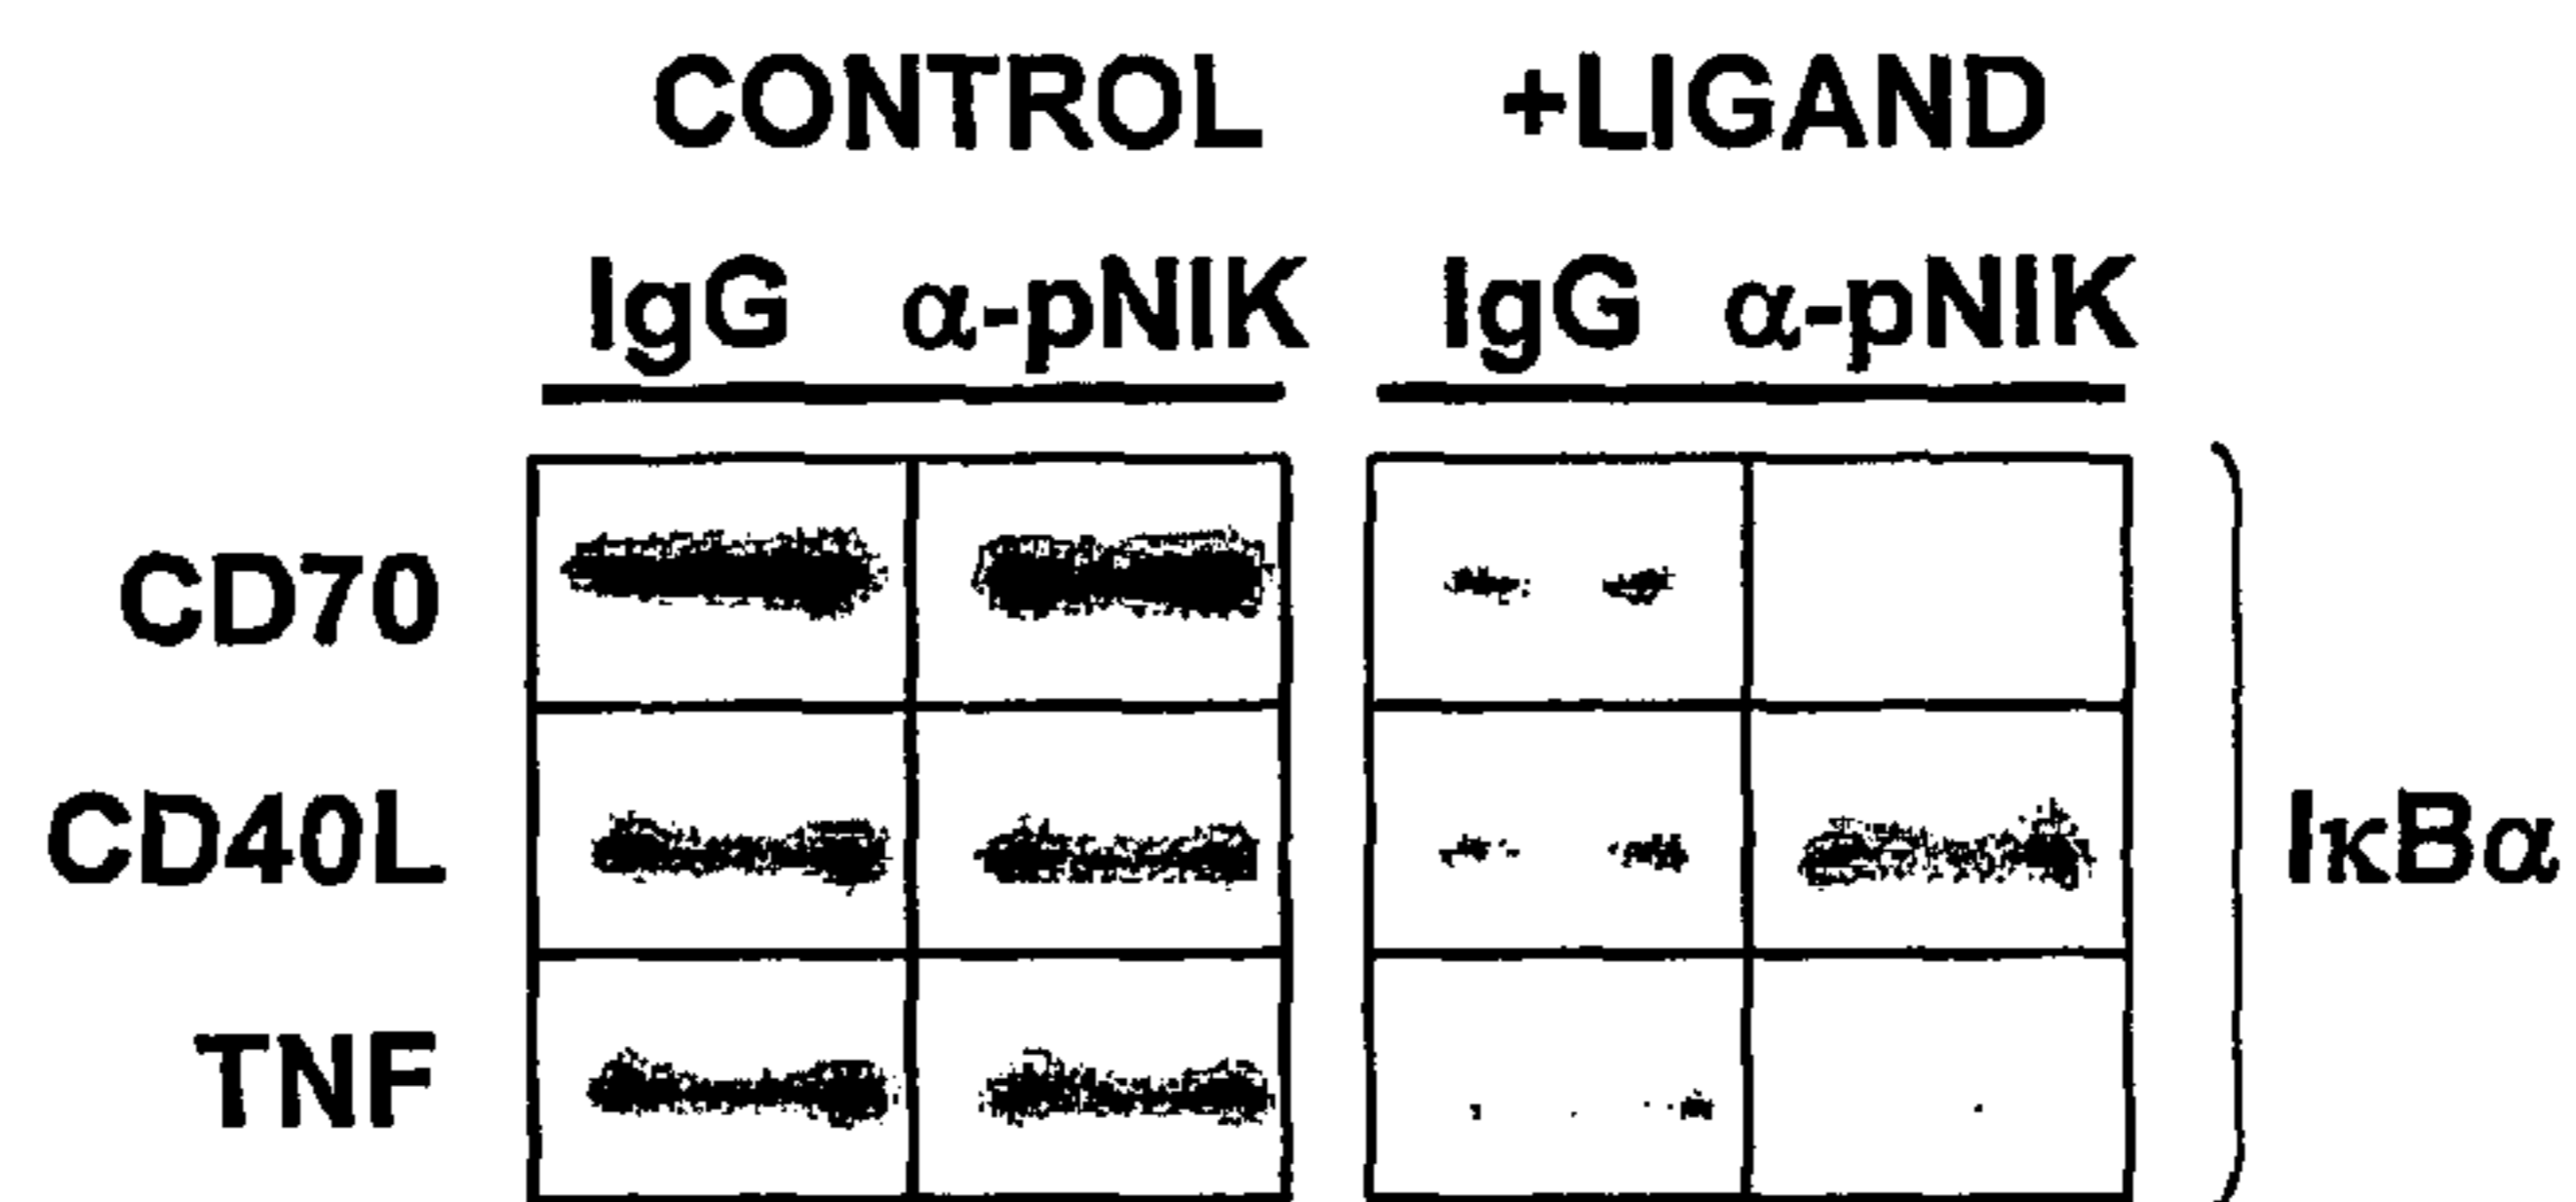 CONTROL +LIGAND
IgG α-pNIK IgG α-pNIK
CD70
CD40L IκBα
TNF